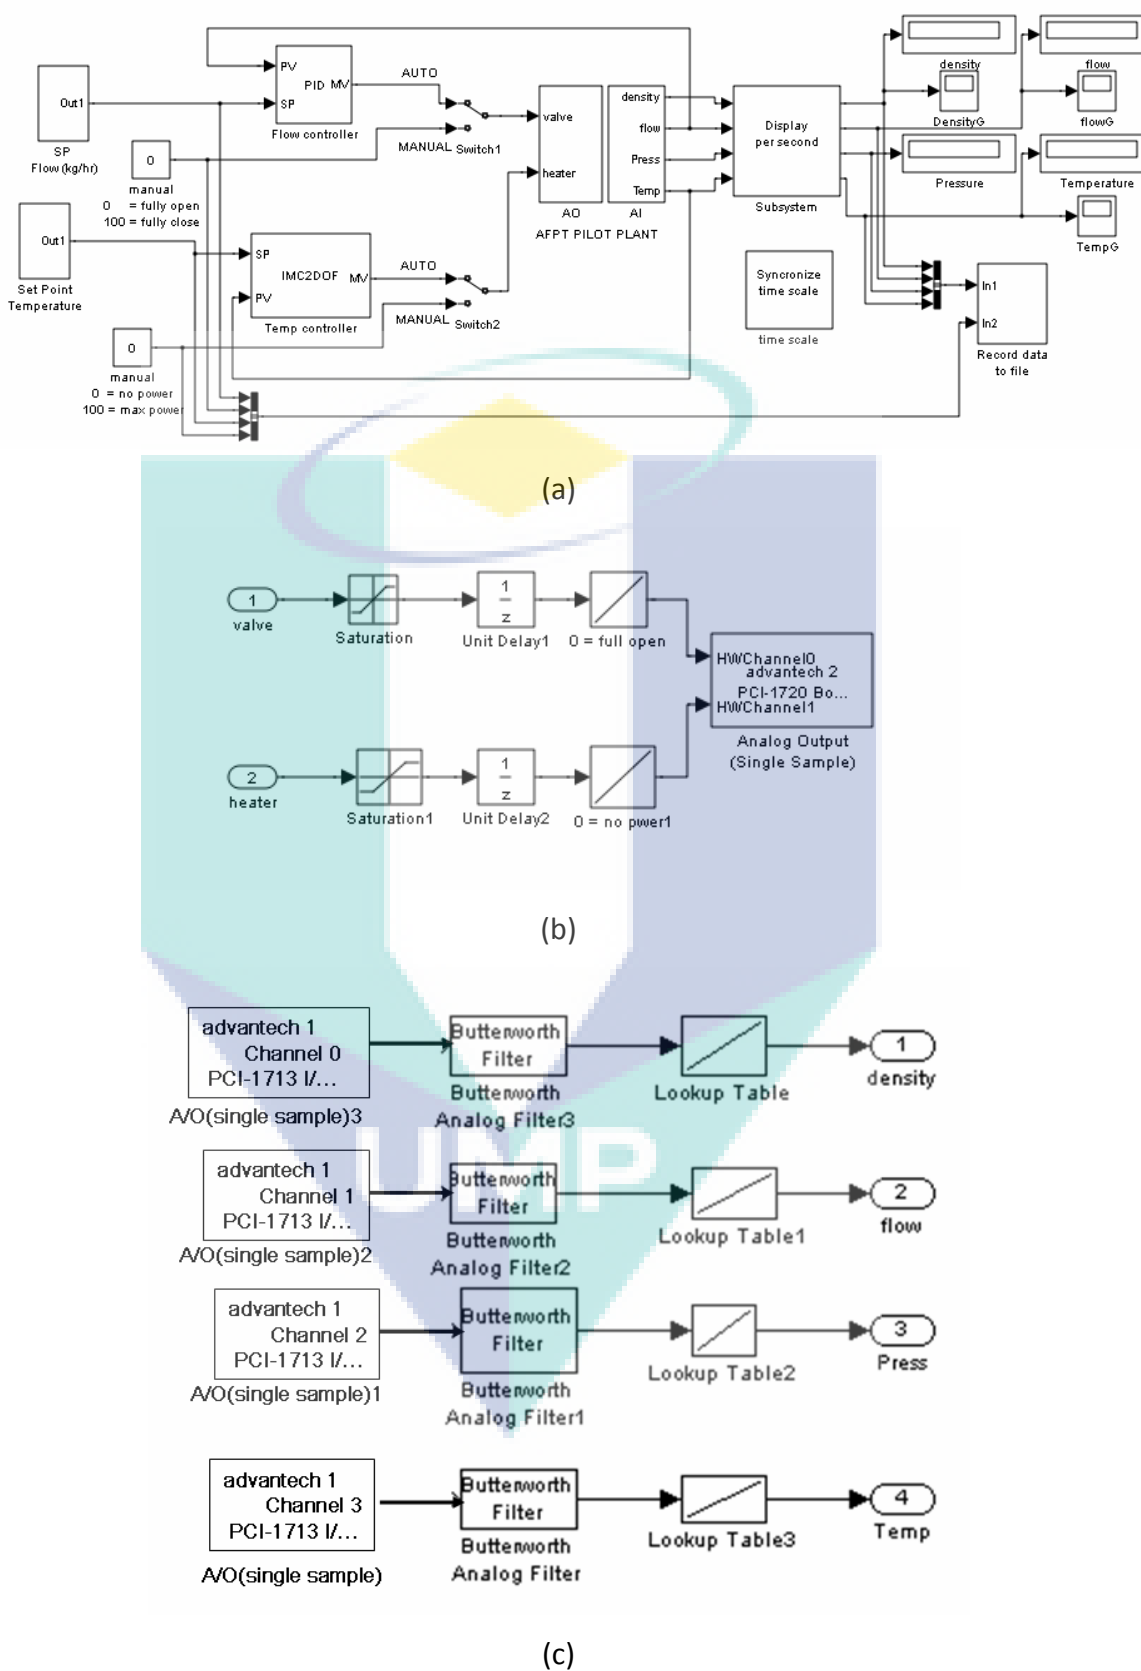 Out1
SP
Flow (kg/hr)
PV
SP
PID
MV
Flow controller
AUTO
MANUAL
Switch1
0
manual
0 = fully open
100 = fully close
Out1
Set Point
Temperature
SP
PV
IMC2DOF
MV
Temp controller
AUTO
MANUAL
Switch2
0
manual
0 = no power
100 = max power
valve
heater
AO
density
flow
Press
Temp
AI
AFPT PILOT PLANT
Display
per second
Subsystem
density
flow
DensityG
flowG
Pressure
Temperature
TempG
Syncronize
time scale
time scale
In1
In2
Record data
to file
(a)
1
valve
Saturation
1
z
Unit Delay1
0 = full open
HWChannel0
advantech 2
PCI-1720 Bo...
HWChannel1
Analog Output
(Single Sample)
2
heater
Saturation1
1
z
Unit Delay2
0 = no pwer1
(b)
advantech 1
Channel 0
PCI-1713 I/...
A/O(single sample)3
Butterworth
Filter
Butterworth
Analog Filter3
Lookup Table
1
density
UMP
advantech 1
Channel 1
PCI-1713 I/...
A/O(single sample)2
Butterworth
Filter
Butterworth
Analog Filter2
Lookup Table1
2
flow
advantech 1
Channel 2
PCI-1713 I/...
A/O(single sample)1
Butterworth
Filter
Butterworth
Analog Filter1
Lookup Table2
3
Press
advantech 1
Channel 3
PCI-1713 I/...
A/O(single sample)
Butterworth
Filter
Butterworth
Analog Filter
Lookup Table3
4
Temp
(c)